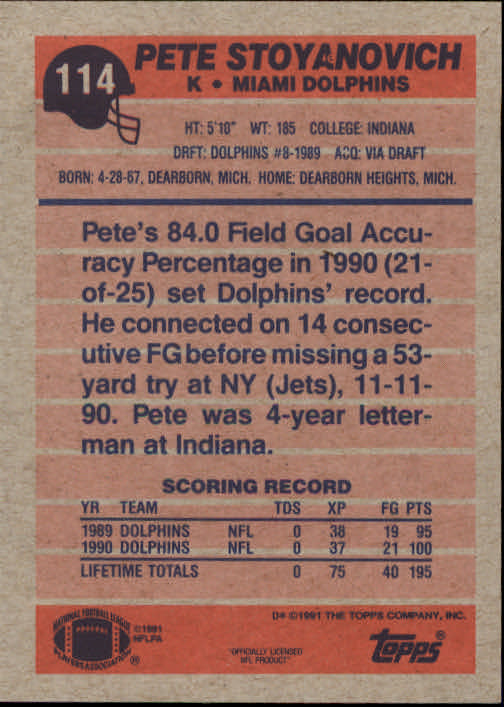 114
PETE STOYANOVICH
K • MIAMI DOLPHINS
HT: 5'10" WT: 185 COLLEGE: INDIANA
DRFT: DOLPHINS #8-1989 ACQ: VIA DRAFT
BORN: 4-28-67, DEARBORN, MICH. HOME: DEARBORN HEIGHTS, MICH.
Pete's 84.0 Field Goal Accu-
racy Percentage in 1990 (21-
of-25) set Dolphins' record.
He connected on 14 consec-
utive FG before missing a 53-
yard try at NY (Jets), 11-11-
90. Pete was 4-year letter-
man at Indiana.
SCORING RECORD
YR TEAM TDS XP FG PTS
1989 DOLPHINS NFL 0 38 19 95
1990 DOLPHINS NFL 0 37 21 100
LIFETIME TOTALS 0 75 40 195
NATIONAL FOOTBALL LEAGUE
PLAYERS ASSOCIATION
®
©1991
NFLPA
D* ©1991 THE TOPPS COMPANY, INC.
"OFFICIALLY LICENSED
NFL PRODUCT"
topps®